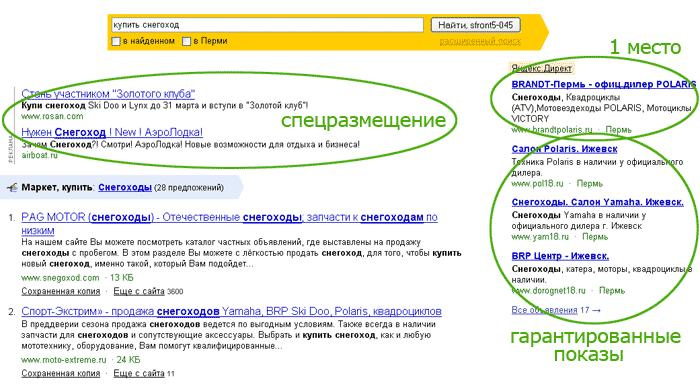 купить снегоход
Найти, sfront5-045
в найденном
в Перми
расширенный поиск
1 место
Стань участником "Золотого клуба"
Купи снегоход Ski Doo и Lynx до 31 марта и вступи в "Золотой клуб"!
www.rosan.com
Нужен Снегоход ! New ! АэроЛодка!
Зачем Снегоход?! Смотри! АэроЛодка! Новые возможности для отдыха и бизнеса!
airboat.ru
РЕКЛАМА
спецразмещение
Маркет, купить: Снегоходы (28 предложений)
1. PAG MOTOR (снегоходы) - Отечественные снегоходы; запчасти к снегоходам по
низким
На нашем сайте Вы можете посмотреть каталог частных объявлений, где выставлены на продажу
снегоходы с пробегом. В этом разделе Вы можете с лёгкостью продать снегоход, для того, чтобы купить
новый снегоход, именно такой, который Вам подойдет...
www.snegoxod.com · 13 КБ
Сохраненная копия · Еще с сайта 3600
2. Спорт-Экстрим» - продажа снегоходов Yamaha, BRP Ski Doo, Polaris, квадроциклов
В преддверии сезона продажа снегоходов ведется по выгодным условиям. Также всегда в наличии
запчасти для снегоходов и сопутствующие аксессуары. Выбрать и купить снегоход, как и любую
мототехнику, оборудование, Вам помогут квалифицированные...
www.moto-extreme.ru · 24 КБ
Сохраненная копия · Еще с сайта 11
Яндекс.Директ
BRANDT-Пермь - офиц.дилер POLARIS
Снегоходы, Квадроциклы
(ATV),Мотовездеходы POLARIS, Мотоциклы
VICTORY
www.brandtpolaris.ru · Пермь
Салон Polaris. Ижевск
Техника Polaris в наличии у официального
дилера.
www.pol18.ru · Пермь
Снегоходы. Салон Yamaha. Ижевск.
Снегоходы Yamaha в наличии у
официального дилера г. Ижевск
www.yam18.ru · Пермь
BRP Центр - Ижевск.
Снегоходы, катера, моторы, квадроциклы в
наличии.
www.dorognet18.ru · Пермь
Все объявления 17 →
гарантированные
показы